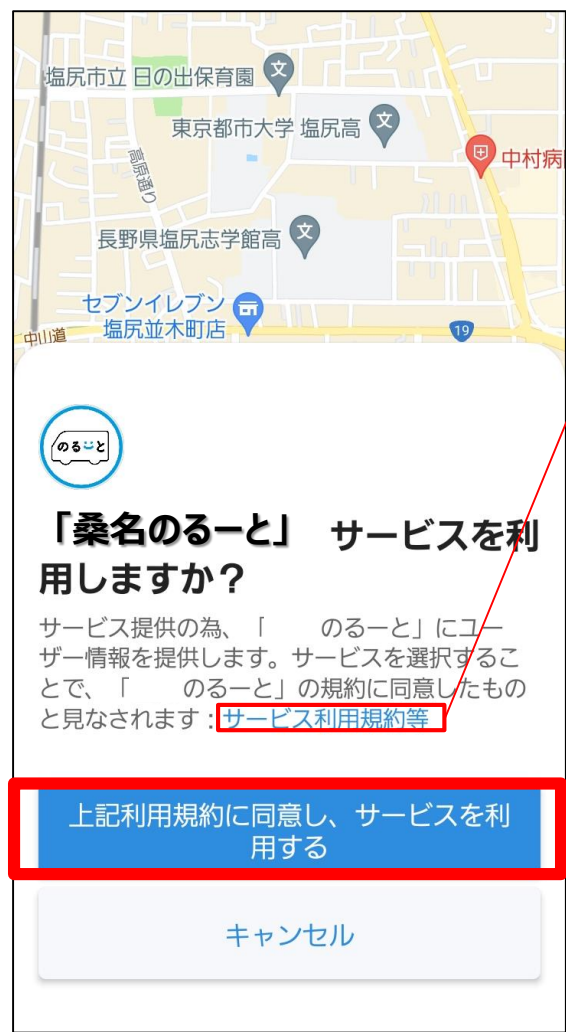 塩尻市立 日の出保育園
東京都市大学 塩尻高
高原通り
中村病
長野県塩尻志学館高
セブンイレブン
塩尻並木町店
中山道
19
のるーと
「桑名のるーと」 サービスを利
用しますか？
サービス提供の為、「　　のるーと」にユー
ザー情報を提供します。サービスを選択するこ
とで、「　　のるーと」の規約に同意したもの
と見なされます：サービス利用規約等
上記利用規約に同意し、サービスを利
用する
キャンセル